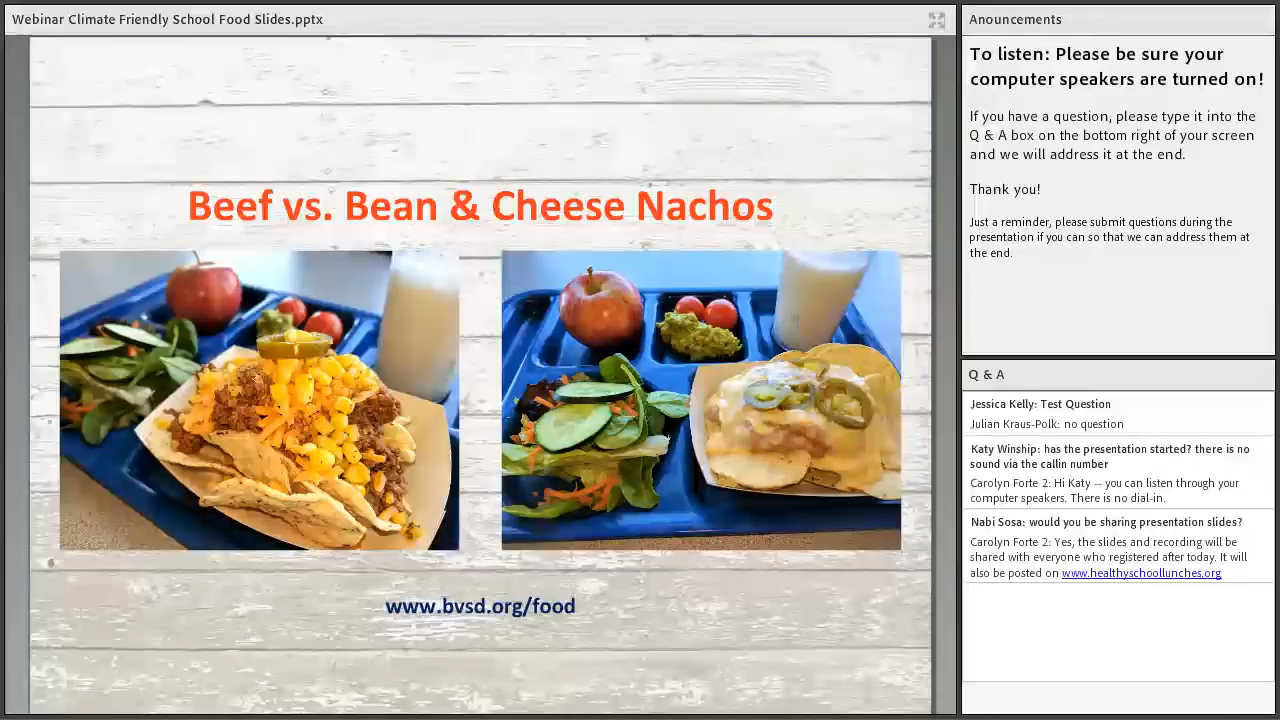 Webinar Climate Friendly School Food Slides.pptx
Beef vs. Bean & Cheese Nachos
www.bvsd.org/food
Anouncements
To listen: Please be sure your
computer speakers are turned on!
If you have a question, please type it into the
Q & A box on the bottom right of your screen
and we will address it at the end.
Thank you!
Just a reminder, please submit questions during the
presentation if you can so that we can address them at
the end.
Q & A
Jessica Kelly: Test Question
Julian Kraus-Polk: no question
Katy Winship: has the presentation started? there is no
sound via the callin number
Carolyn Forte 2: Hi Katy -- you can listen through your
computer speakers. There is no dial-in.
Nabi Sosa: would you be sharing presentation slides?
Carolyn Forte 2: Yes, the slides and recording will be
shared with everyone who registered after today. It will
also be posted on www.healthyschoollunches.org